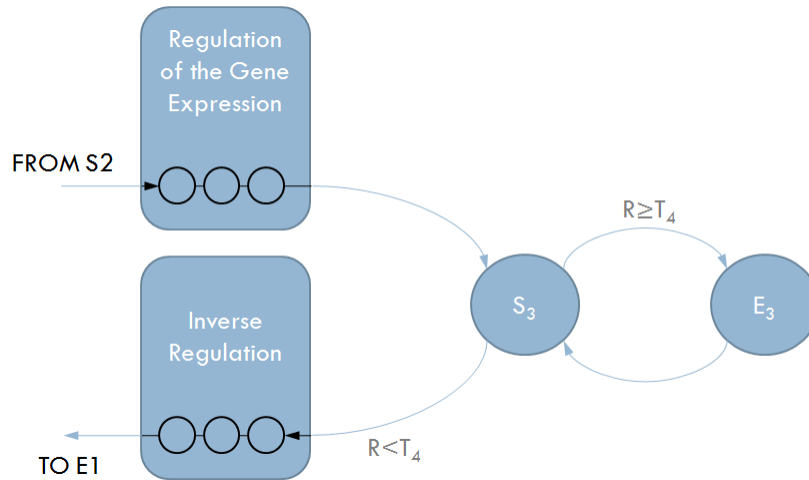 Regulation
of the Gene
Expression
FROM S2
R≥T₄
S₃
E₃
Inverse
Regulation
R<T₄
TO E1